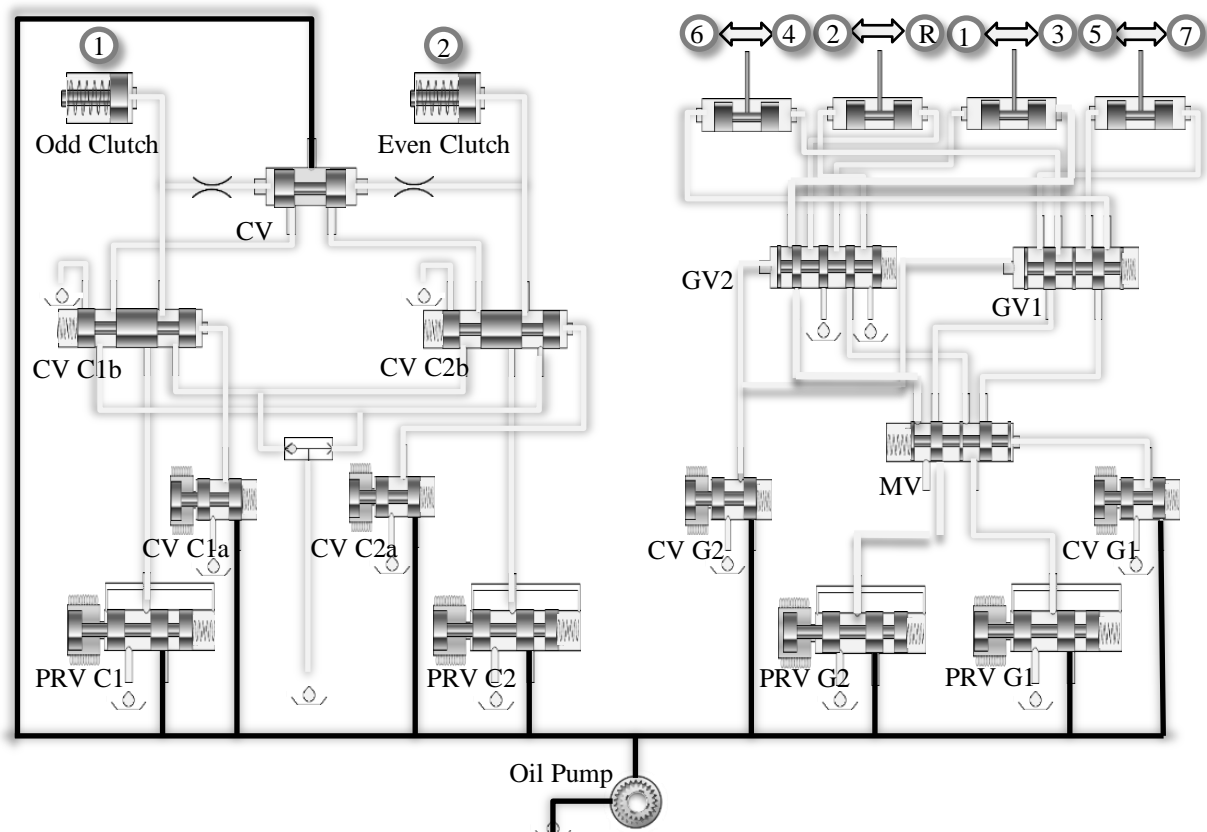 1
2
6 4 2 R 1 3 5 7
Odd Clutch
Even Clutch
CV
GV2
GV1
CV C1b
CV C2b
MV
CV C1a
CV C2a
CV G2
CV G1
PRV C1
PRV C2
PRV G2
PRV G1
Oil Pump